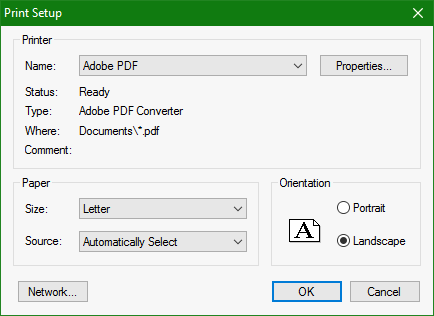 Print Setup
Printer
Name: Adobe PDF Properties...
Status: Ready
Type: Adobe PDF Converter
Where: Documents\*.pdf
Comment:
Paper
Size: Letter
Source: Automatically Select
Orientation
A
Portrait
Landscape
Network... OK Cancel